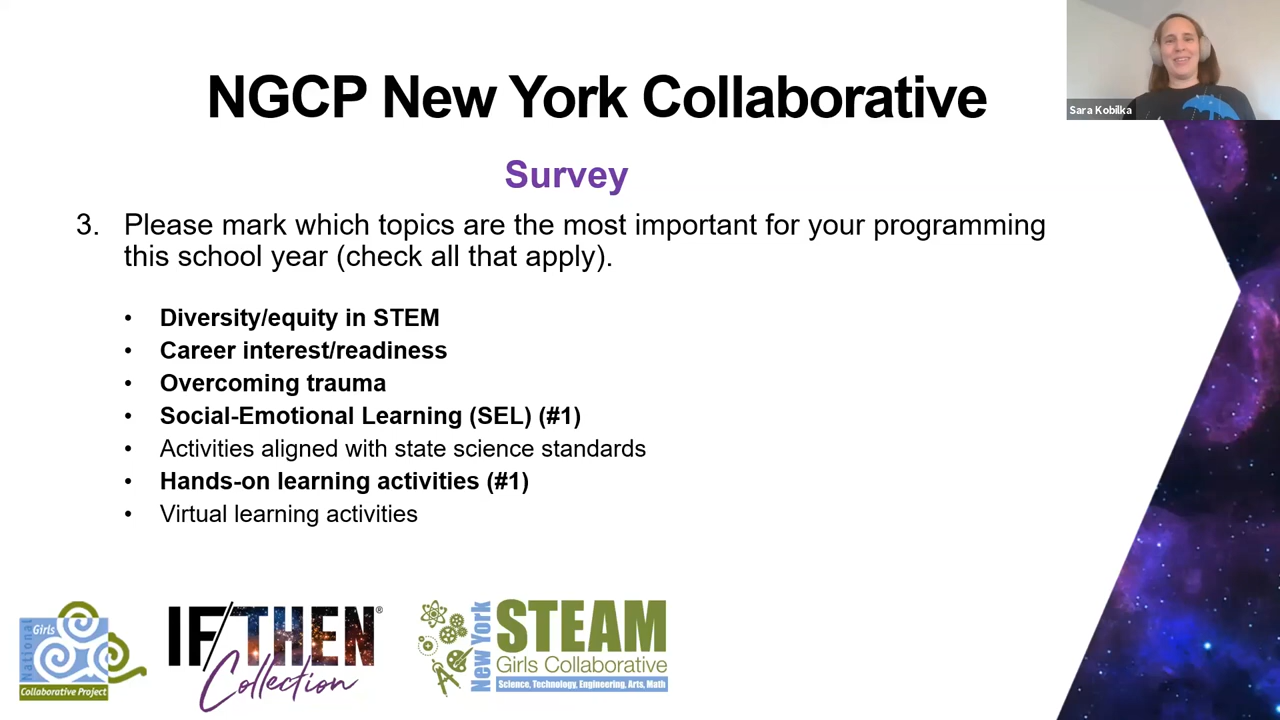 NGCP New York Collaborative
Sara Kobilka
Survey
3. Please mark which topics are the most important for your programming
this school year (check all that apply).
• Diversity/equity in STEM
• Career interest/readiness
• Overcoming trauma
• Social-Emotional Learning (SEL) (#1)
• Activities aligned with state science standards
• Hands-on learning activities (#1)
• Virtual learning activities
National
Girls
Collaborative Project
IF/THEN®
Collection
New York
STEAM
Girls Collaborative
Science, Technology, Engineering, Arts, Math